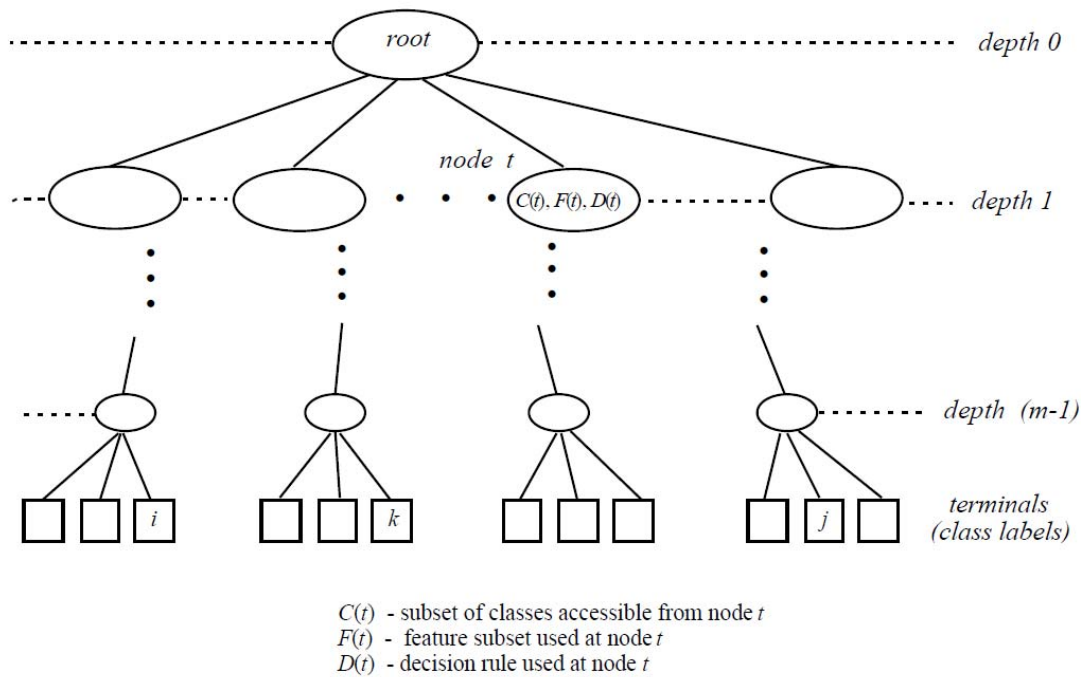 root
depth 0
node t
C(t), F(t), D(t)
depth 1
depth (m-1)
i
k
j
terminals
(class labels)
C(t) - subset of classes accessible from node t
F(t) - feature subset used at node t
D(t) - decision rule used at node t